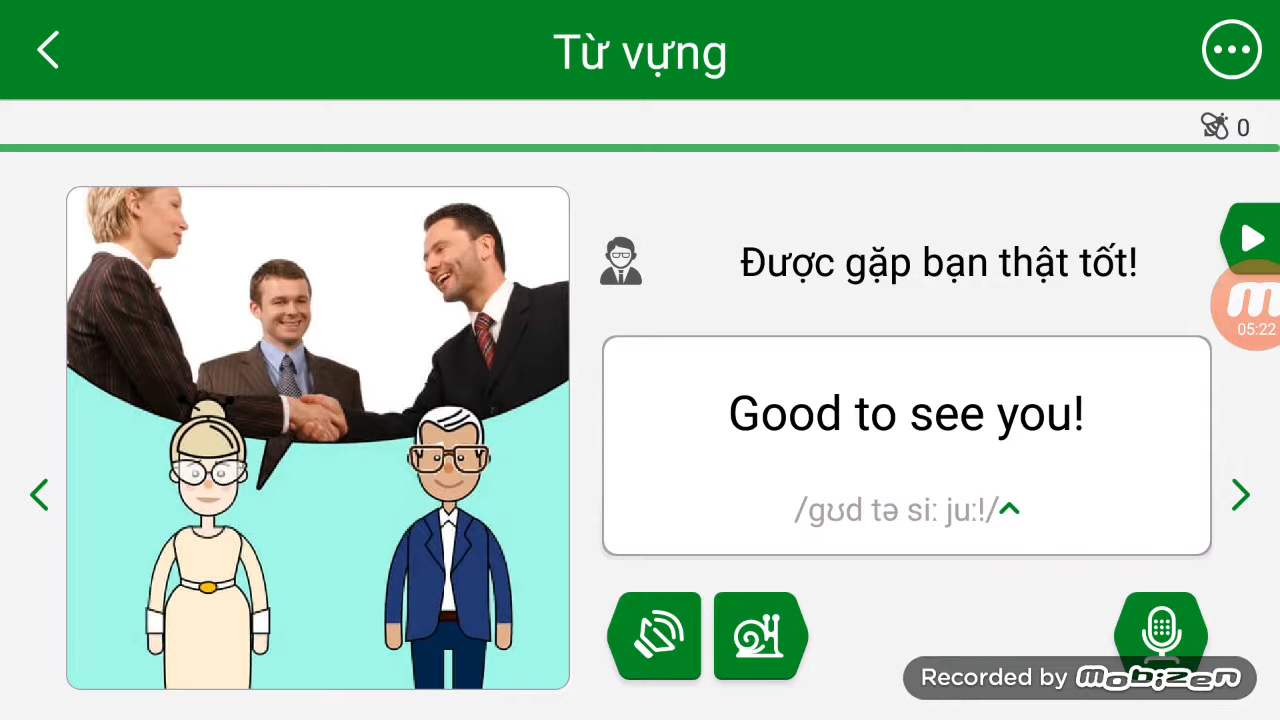 Từ vựng
0
Được gặp bạn thật tốt!
05:22
Good to see you!
/gʊd tə siː juː!/
Recorded by mobizen